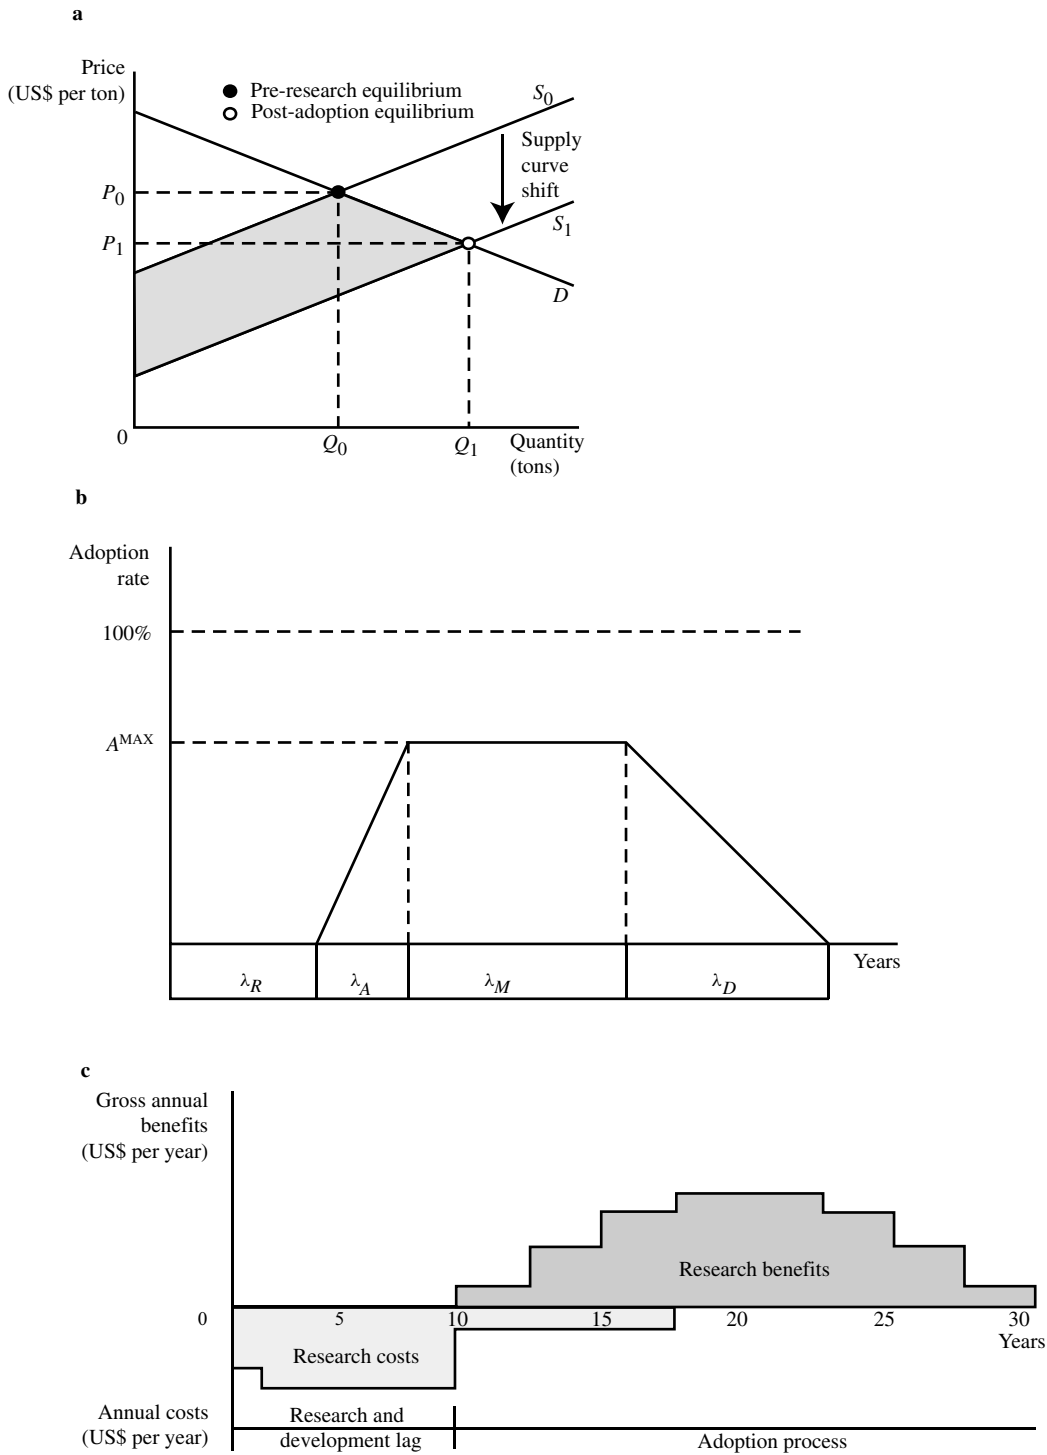 a
Price
(US$ per ton)
Pre-research equilibrium
Post-adoption equilibrium
S0
Supply
curve
shift
P0
P1
S1
D
0
Q0
Q1
Quantity
(tons)
b
Adoption
rate
100%
AMAX
Years
λR
λA
λM
λD
c
Gross annual
benefits
(US$ per year)
Research benefits
0
5
10
15
20
25
30
Years
Research costs
Annual costs
(US$ per year)
Research and
development lag
Adoption process